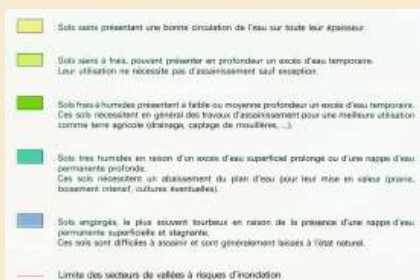 Sols sains présentant une bonne circulation de l'eau sur toute leur épaisseur.
Sols sains à frais, pouvant présenter en profondeur un excès d'eau temporaire.
Leur utilisation ne nécessite pas d'assainissement sauf exception.
Sols frais à humides présentant à faible ou moyenne profondeur un excès d'eau temporaire.
Ces sols nécessitent en général des travaux d'assainissement pour une meilleure utilisation
comme terre agricole (drainage, captage de mouillères, ...).
Sols très humides en raison d'un excès d'eau superficiel prolongé ou d'une nappe d'eau
permanente profonde.
Ces sols nécessitent un abaissement du plan d'eau pour leur mise en valeur (prairie,
boisement intensif, cultures éventuelles).
Sols engorgés, le plus souvent tourbeux en raison de la présence d'une nappe d'eau
permanente superficielle et stagnante.
Ces sols sont difficiles à assainir et sont généralement laissés à l'état naturel.
Limite des secteurs de vallées à risques d'inondation